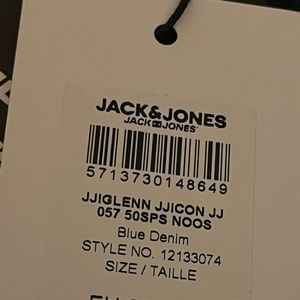 JACK&JONES
JACK&JONES
5713730148649
JJIGLENN JJICON JJ
057 50SPS NOOS
Blue Denim
STYLE NO. 12133074
SIZE / TAILLE